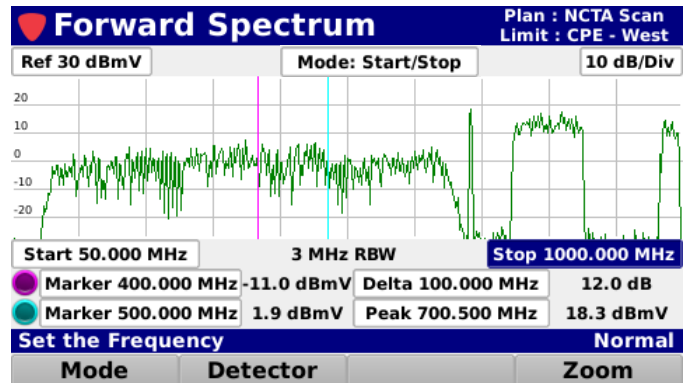 Forward Spectrum
Plan : NCTA Scan
Limit : CPE - West
Ref 30 dBmV
Mode: Start/Stop
10 dB/Div
20
10
0
-10
-20
Start 50.000 MHz
3 MHz RBW
Stop 1000.000 MHz
Marker 400.000 MHz -11.0 dBmV Delta 100.000 MHz 12.0 dB
Marker 500.000 MHz 1.9 dBmV Peak 700.500 MHz 18.3 dBmV
Set the Frequency
Normal
Mode
Detector
Zoom